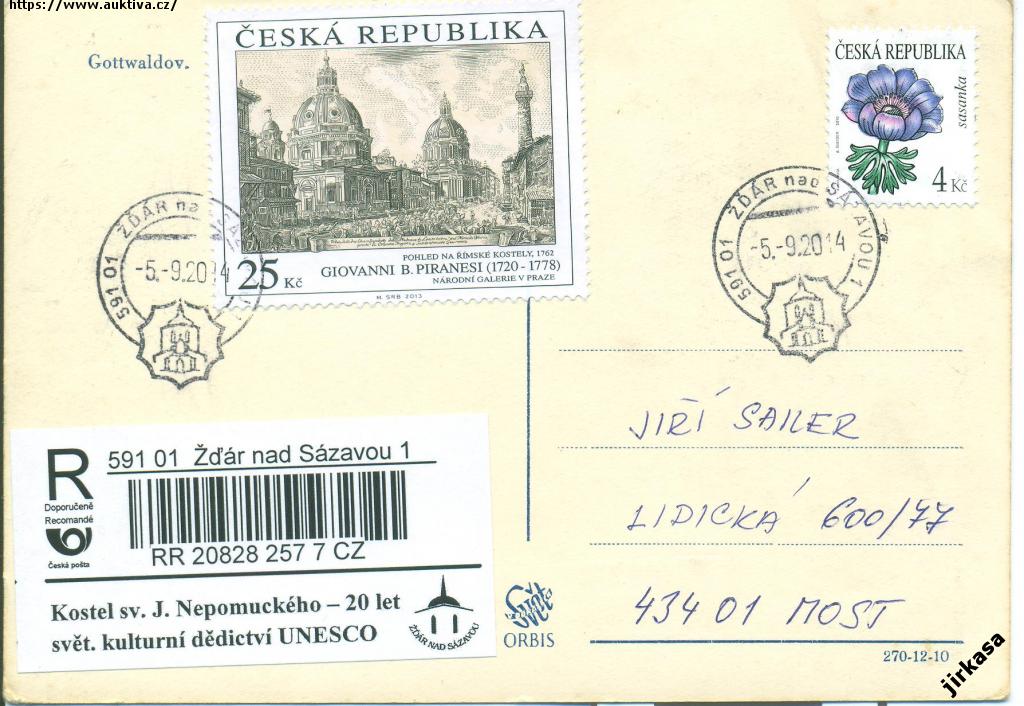 https://www.auktiva.cz/
Gottwaldov.
ČESKÁ REPUBLIKA
POHLED NA ŘÍMSKÉ KOSTELY, 1762
25 Kč
GIOVANNI B. PIRANESI (1720 - 1778)
NÁRODNÍ GALERIE V PRAZE
M. SRB 2013
ČESKÁ REPUBLIKA
sasanka
4 Kč
591 01 ŽĎÁR na
-5.-9.2014
591 01 ŽĎÁR nad SÁZAVOU 1
-5.-9.2014
R
Doporučeně
Recomandé
Česká pošta
591 01 Žďár nad Sázavou 1
RR 20828 257 7 CZ
Kostel sv. J. Nepomuckého – 20 let
svět. kulturní dědictví UNESCO
ŽĎÁR NAD SÁZAVOU
ORBIS
JIŘÍ SAILER
LIDICKÁ 600/77
434 01 MOST
270-12-10
jirkasa